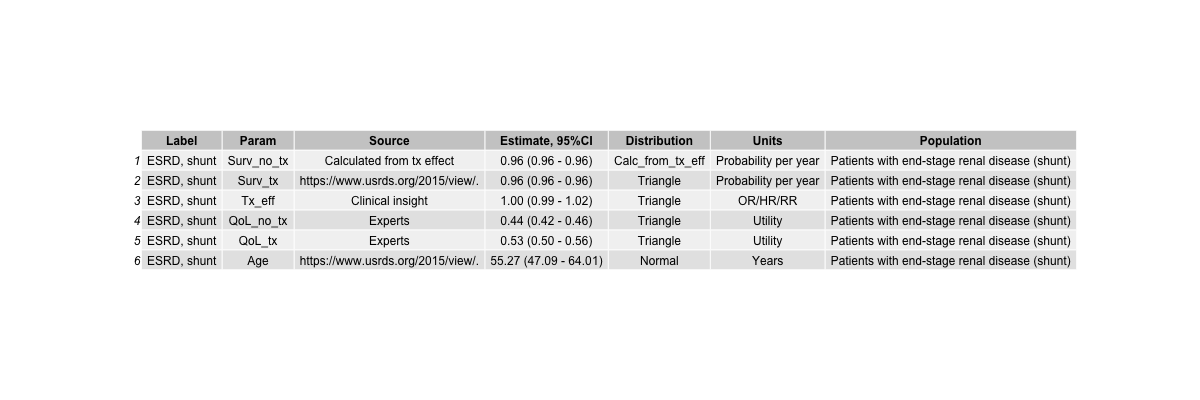 Label Param Source Estimate, 95%CI Distribution Units Population
1 ESRD, shunt Surv_no_tx Calculated from tx effect 0.96 (0.96 - 0.96) Calc_from_tx_eff Probability per year Patients with end-stage renal disease (shunt)
2 ESRD, shunt Surv_tx https://www.usrds.org/2015/view/. 0.96 (0.96 - 0.96) Triangle Probability per year Patients with end-stage renal disease (shunt)
3 ESRD, shunt Tx_eff Clinical insight 1.00 (0.99 - 1.02) Triangle OR/HR/RR Patients with end-stage renal disease (shunt)
4 ESRD, shunt QoL_no_tx Experts 0.44 (0.42 - 0.46) Triangle Utility Patients with end-stage renal disease (shunt)
5 ESRD, shunt QoL_tx Experts 0.53 (0.50 - 0.56) Triangle Utility Patients with end-stage renal disease (shunt)
6 ESRD, shunt Age https://www.usrds.org/2015/view/. 55.27 (47.09 - 64.01) Normal Years Patients with end-stage renal disease (shunt)